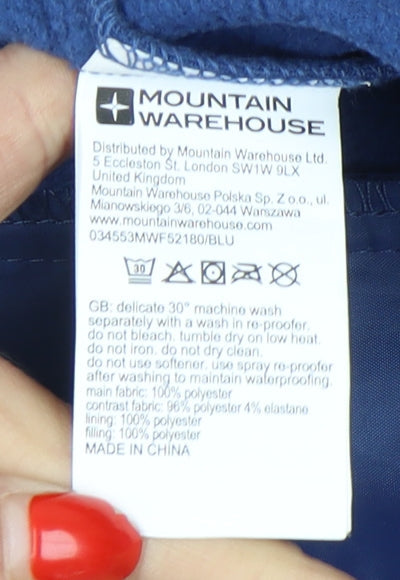 MOUNTAIN
WAREHOUSE
Distributed by Mountain Warehouse Ltd.
5 Eccleston St. London SW1W 9LX
United Kingdom
Mountain Warehouse Polska Sp. Z o.o., ul.
Mianowskiego 3/6, 02-044 Warszawa
www.mountainwarehouse.com
034553MWF52180/BLU
30
GB: delicate 30° machine wash
separately with a wash in re-proofer.
do not bleach. tumble dry on low heat.
do not iron. do not dry clean.
do not use softener. use spray re-proofer
after washing to maintain waterproofing.
main fabric: 100% polyester
contrast fabric: 96% polyester 4% elastane
lining: 100% polyester
filling: 100% polyester
MADE IN CHINA